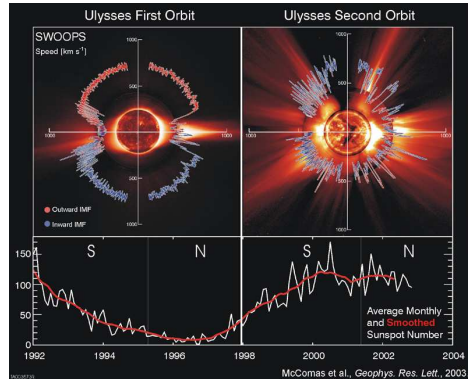 Ulysses First Orbit
Ulysses Second Orbit
SWOOPS
Speed [km s⁻¹]
1000
1000
500
500
1000
1000
1000
500
500
1000
1000
Outward IMF
Inward IMF
S N S N
150
100
50
0
Average Monthly
and Smoothed
Sunspot Number
1992 1994 1996 1998 2000 2002 2004
McComas et al., Geophys. Res. Lett., 2003